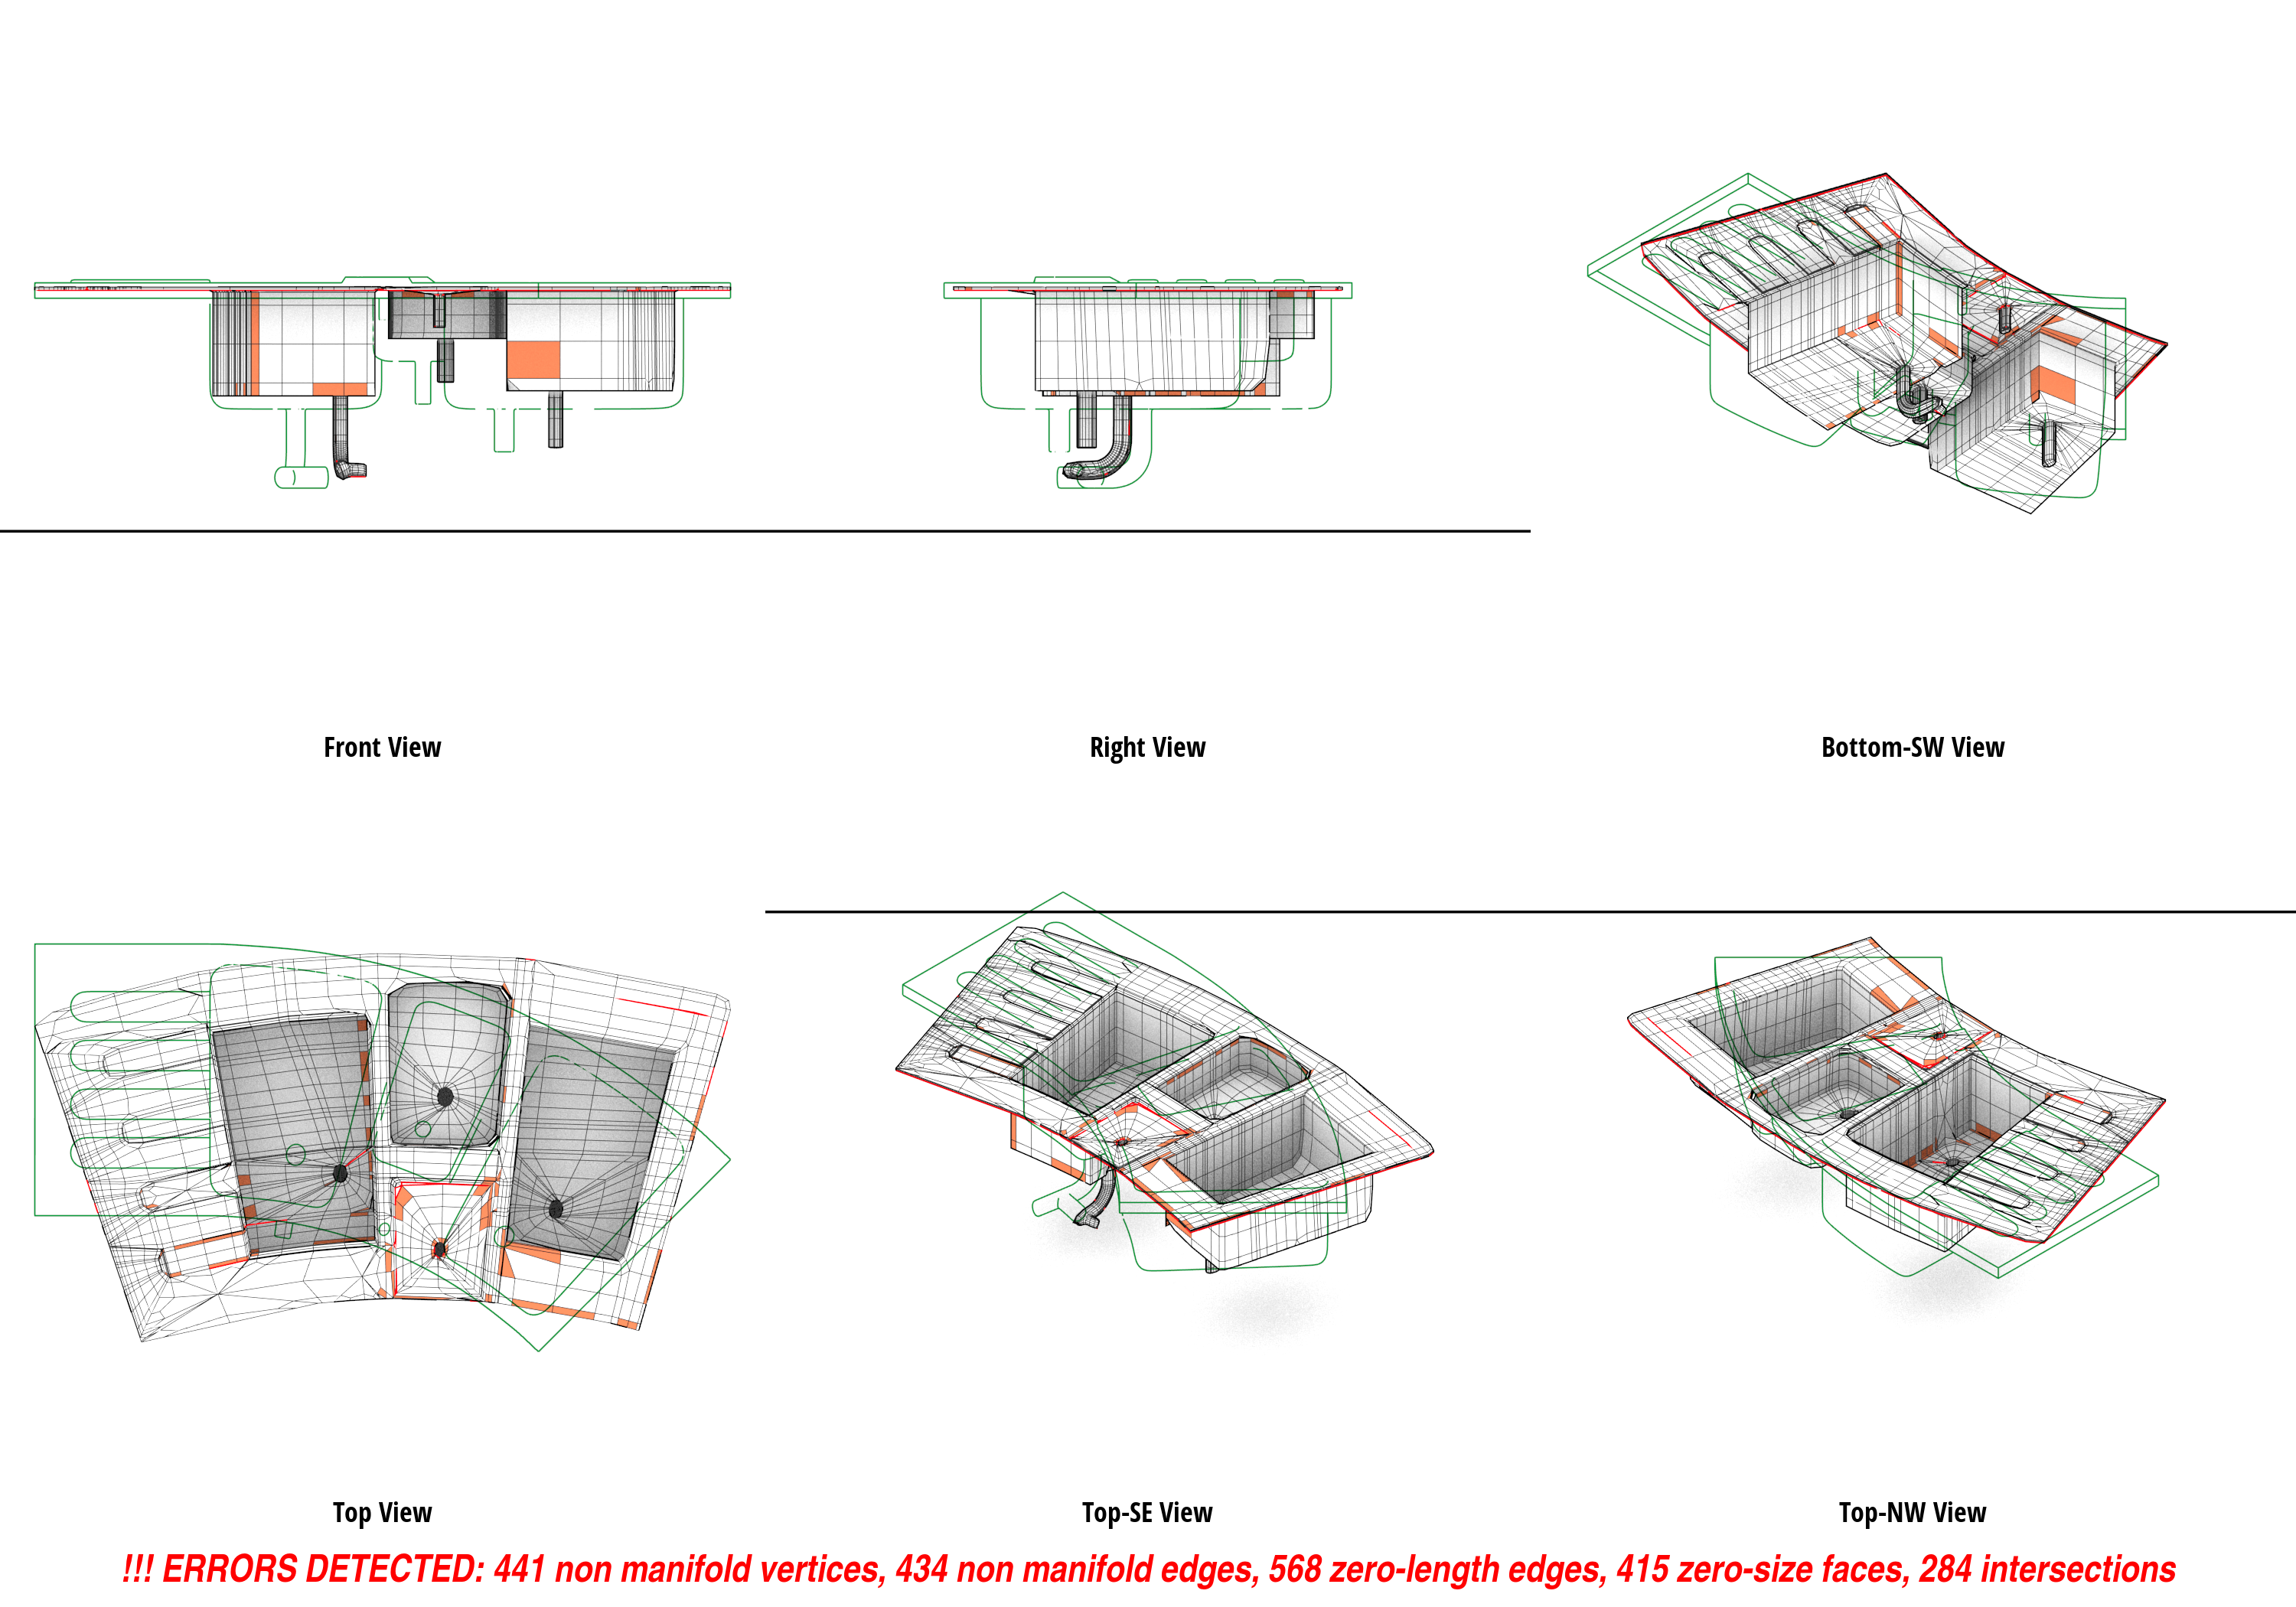 Front View
Right View
Bottom-SW View
Top View
Top-SE View
Top-NW View
!!! ERRORS DETECTED: 441 non manifold vertices, 434 non manifold edges, 568 zero-length edges, 415 zero-size faces, 284 intersections